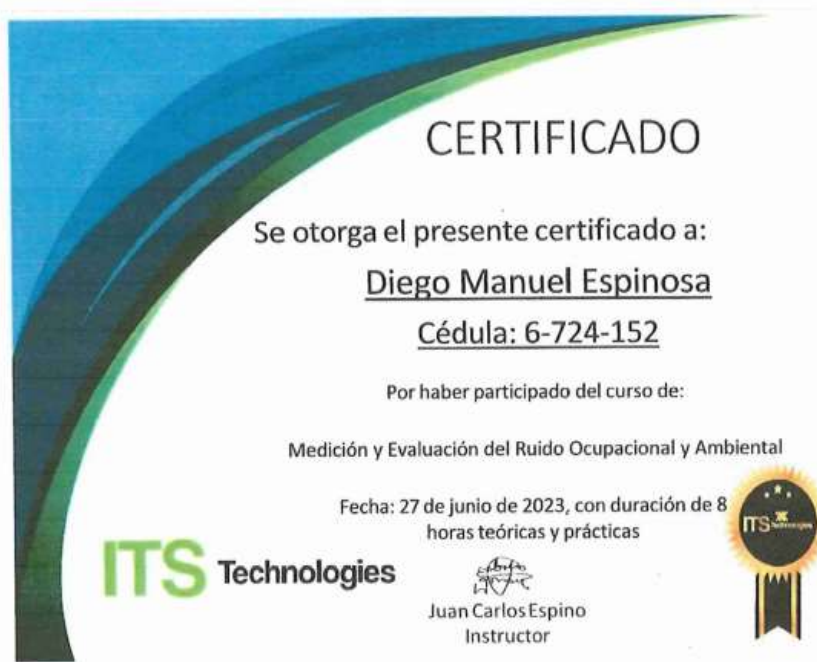 CERTIFICADO
Se otorga el presente certificado a:
Diego Manuel Espinosa
Cédula: 6-724-152
Por haber participado del curso de:
Medición y Evaluación del Ruido Ocupacional y Ambiental
Fecha: 27 de junio de 2023, con duración de 8
horas teóricas y prácticas
ITS Technologies
ITS Technologies
Juan Carlos Espino
Instructor